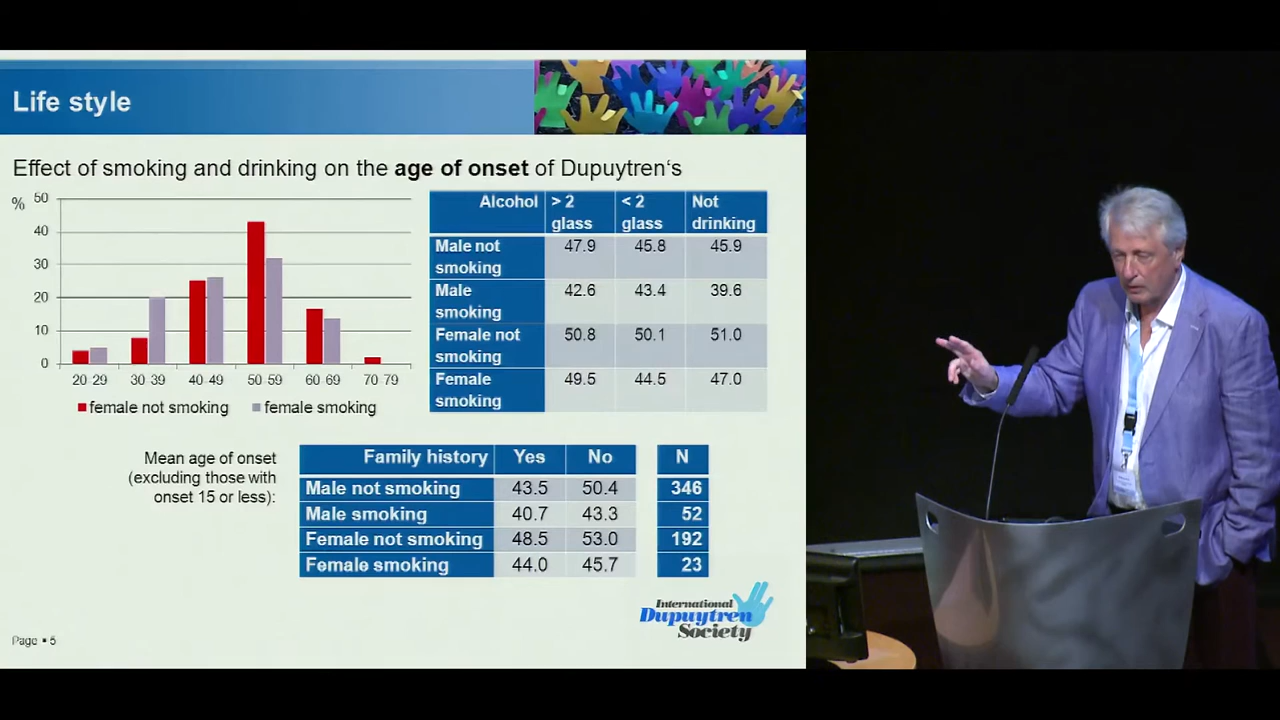 Life style
Effect of smoking and drinking on the age of onset of Dupuytren's
%
50
40
30
20
10
0
20 29 30 39 40 49 50 59 60 69 70 79
female not smoking female smoking
Alcohol > 2 glass < 2 glass Not drinking
Male not smoking 47.9 45.8 45.9
Male smoking 42.6 43.4 39.6
Female not smoking 50.8 50.1 51.0
Female smoking 49.5 44.5 47.0
Mean age of onset
(excluding those with
onset 15 or less):
Family history Yes No N
Male not smoking 43.5 50.4 346
Male smoking 40.7 43.3 52
Female not smoking 48.5 53.0 192
Female smoking 44.0 45.7 23
International
Dupuytren
Society
Page ▪ 5